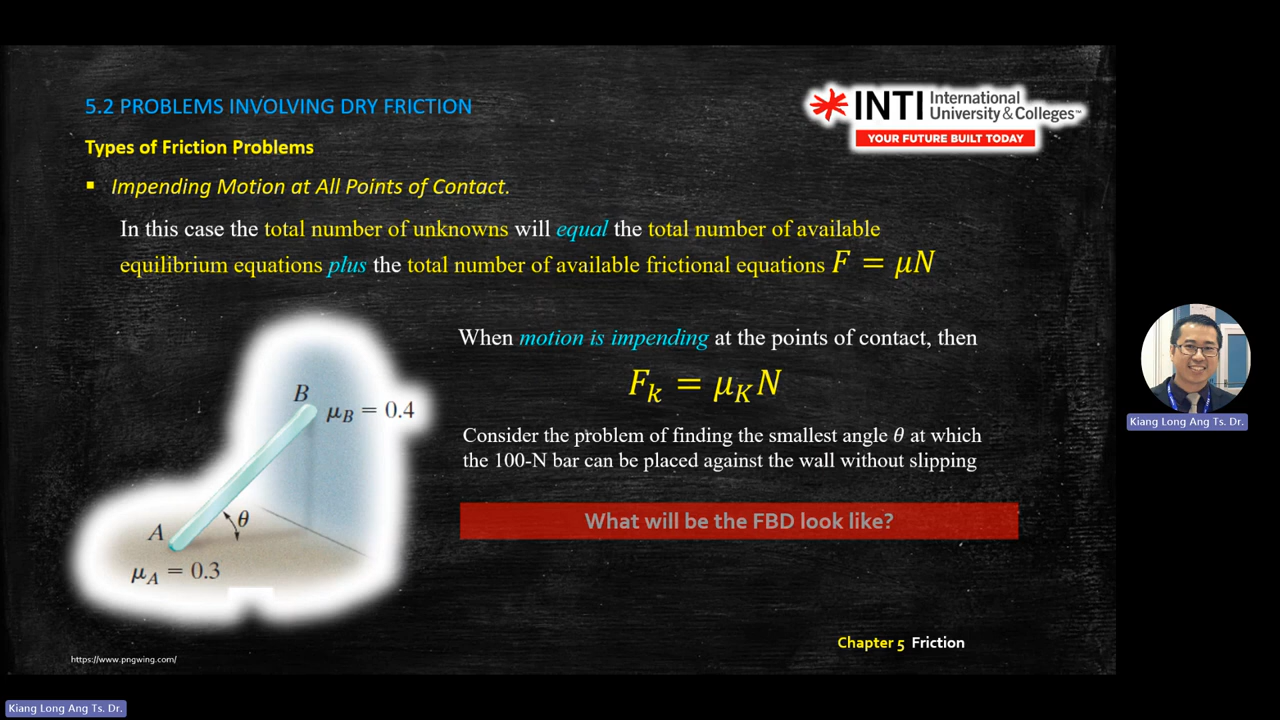 5.2 PROBLEMS INVOLVING DRY FRICTION
INTI International
University & Colleges™
YOUR FUTURE BUILT TODAY
Types of Friction Problems
▪ Impending Motion at All Points of Contact.
In this case the total number of unknowns will equal the total number of available
equilibrium equations plus the total number of available frictional equations F = μN
When motion is impending at the points of contact, then
F_k = μ_K N
Consider the problem of finding the smallest angle θ at which
the 100-N bar can be placed against the wall without slipping
What will be the FBD look like?
B
μ_B = 0.4
A
θ
μ_A = 0.3
Chapter 5 Friction
https://www.pngwing.com/
Kiang Long Ang Ts. Dr.
Kiang Long Ang Ts. Dr.